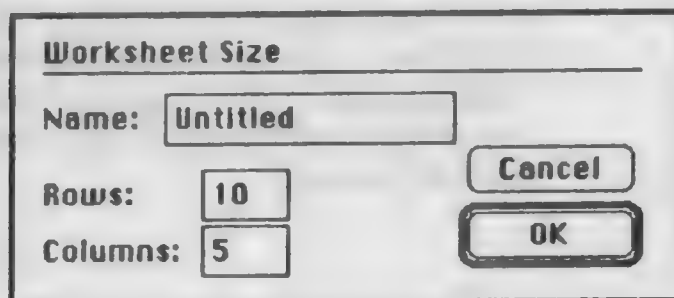 Worksheet Size
Name: Untitled
Cancel
Rows: 10
OK
Columns: 5